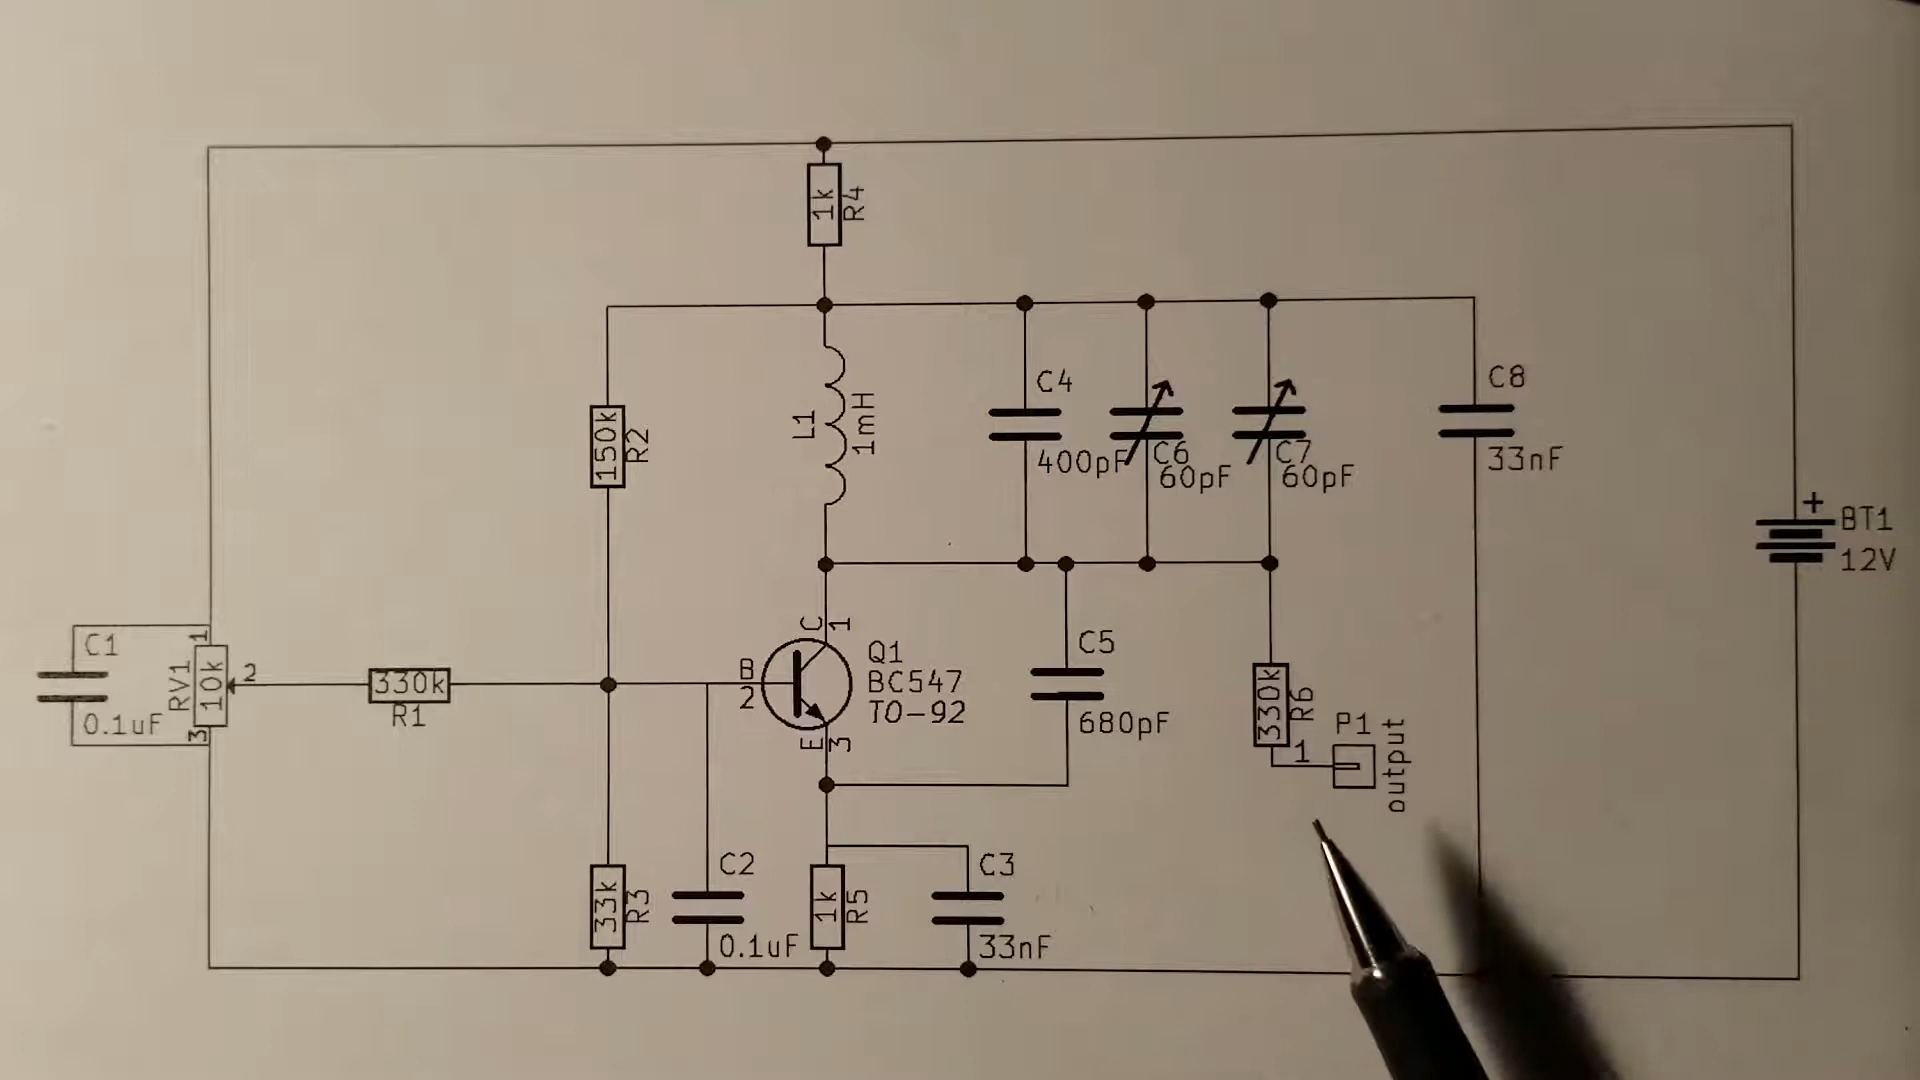 1k
R4
150k
R2
L1
1mH
C4
400pF
C6
60pF
C7
60pF
C8
33nF
+
BT1
12V
C1
0.1uF
RV1
10k
1
2
3
330k
R1
B
2
C
1
E
3
Q1
BC547
TO-92
C5
680pF
330k
R6
1
P1
output
33k
R3
C2
0.1uF
1k
R5
C3
33nF